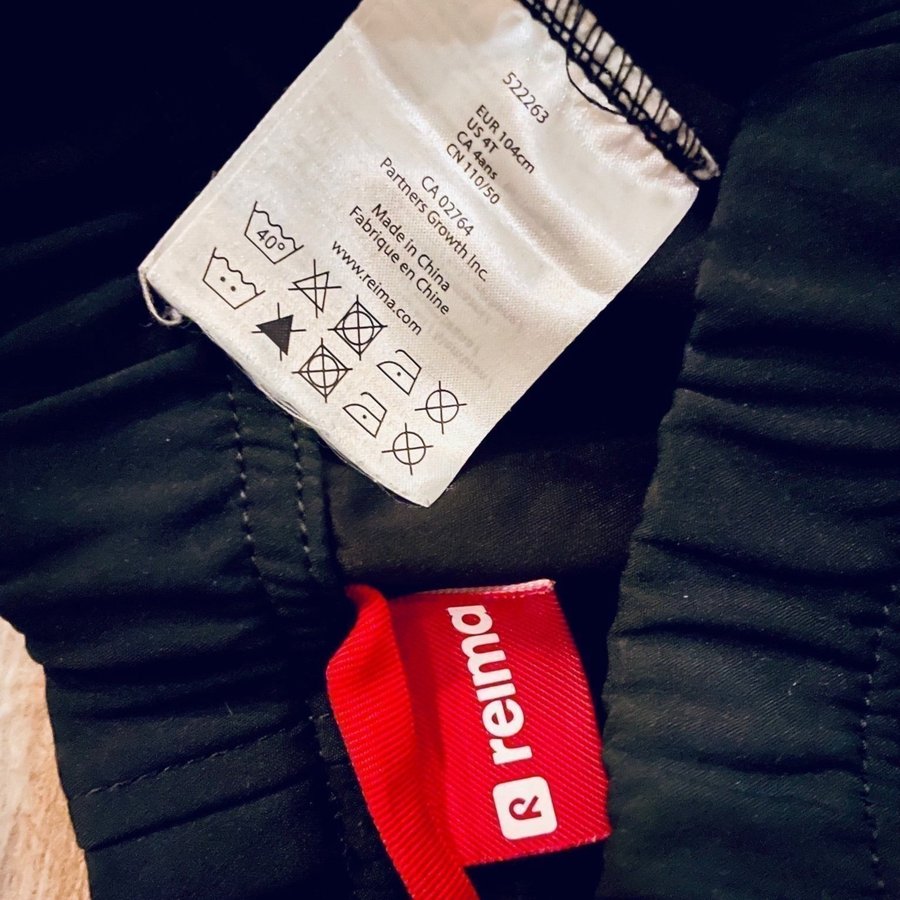 522263
EUR 104cm
US 4T
CA 4ans
CN 110/50
CA 02764
Partners Growth Inc.
Made in China
Fabrique en Chine
www.reima.com
40°
reima